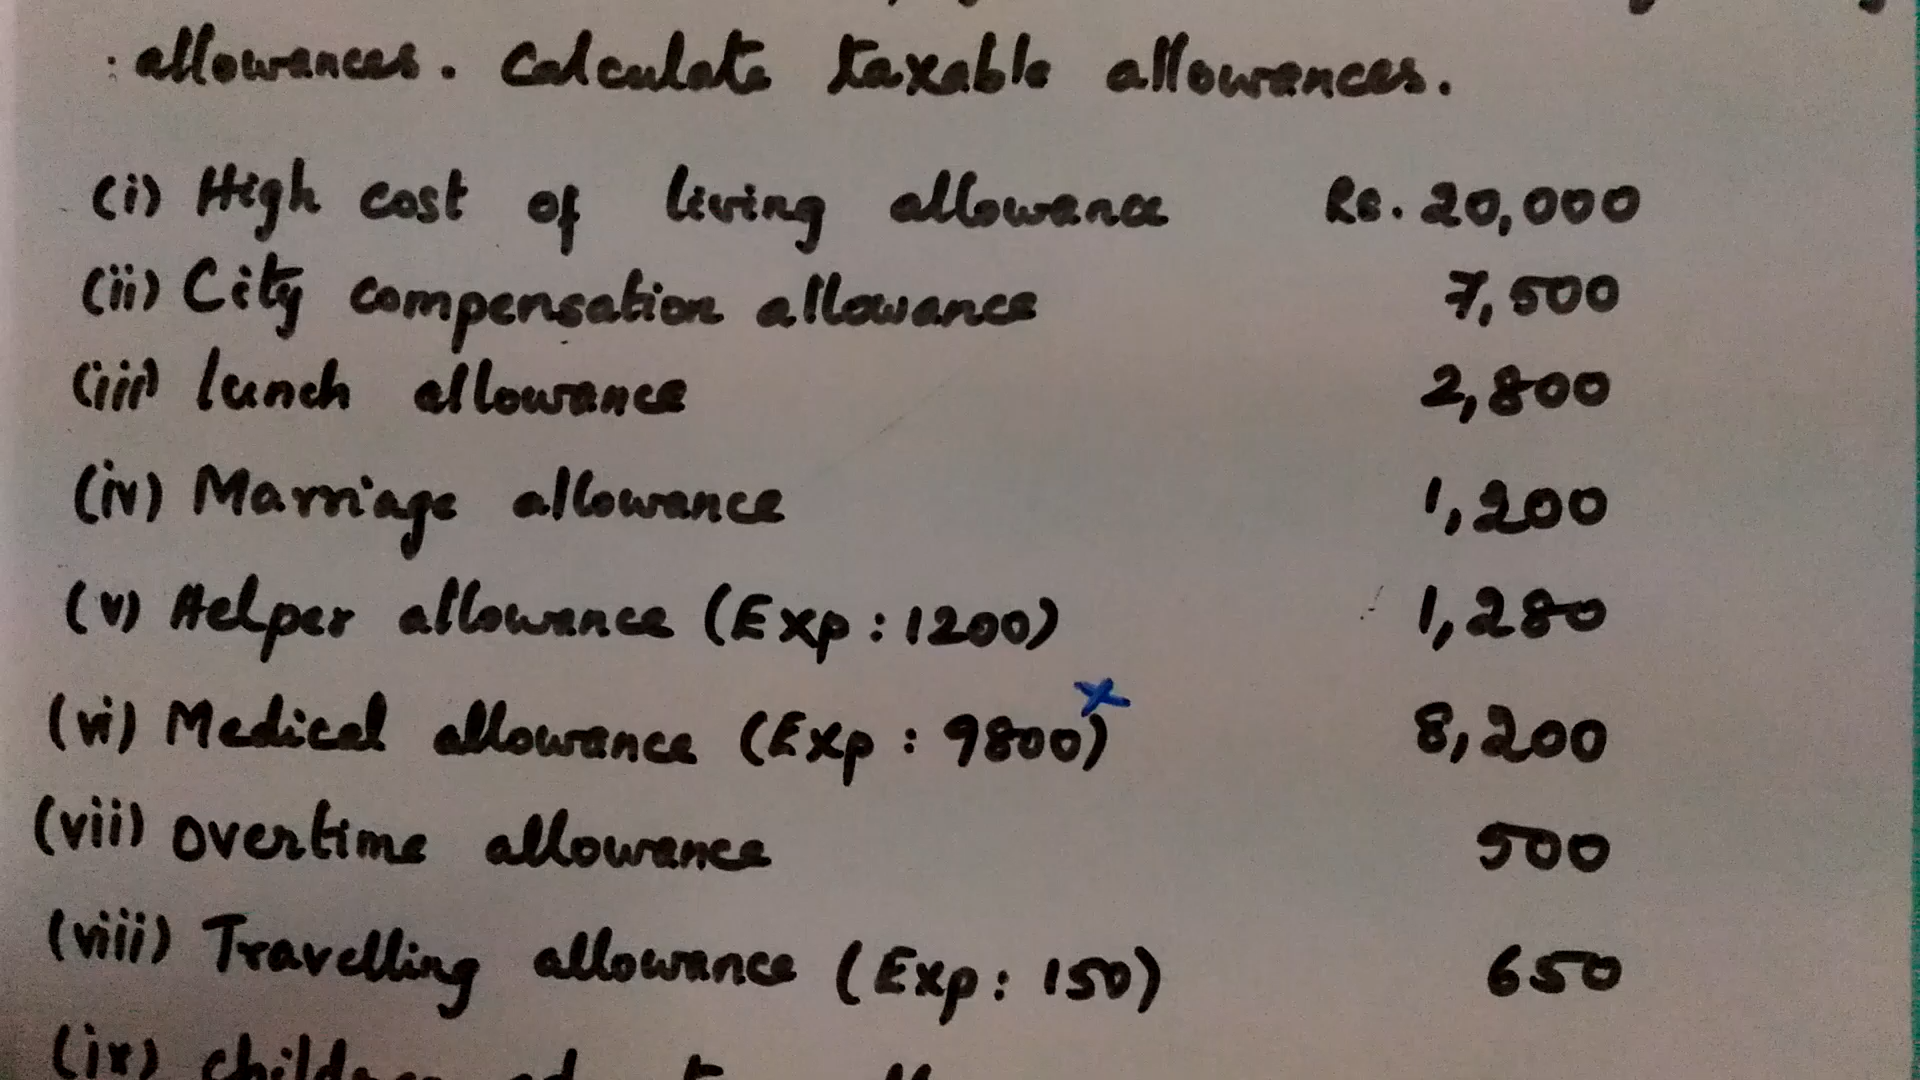 allowances. Calculate taxable allowances.
(i) High cost of living allowance Rs. 20,000
(ii) City compensation allowance 7,500
(iii) lunch allowance 2,800
(iv) Marriage allowance 1,200
(v) Helper allowance (Exp : 1200) 1,280
(vi) Medical allowance (Exp : 9800) x 8,200
(vii) overtime allowance 500
(viii) Travelling allowance (Exp : 150) 650
(ix)